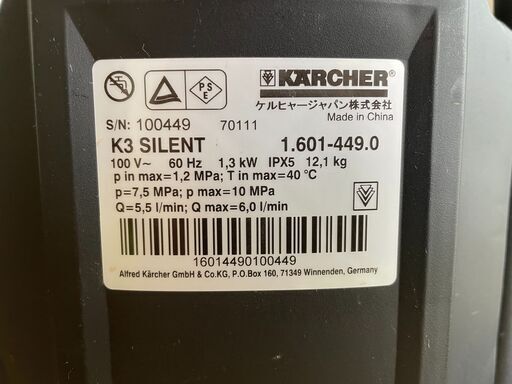 PS
E
KÄRCHER®
ケルヒャージャパン株式会社
Made in China
S/N: 100449 70111
K3 SILENT 1.601-449.0
100 V~ 60 Hz 1,3 kW IPX5 12,1 kg
p in max=1,2 MPa; T in max=40 °C
p=7,5 MPa; p max=10 MPa
Q=5,5 l/min; Q max=6,0 l/min
16014490100449
Alfred Kärcher GmbH & Co.KG, P.O.Box 160, 71349 Winnenden, Germany